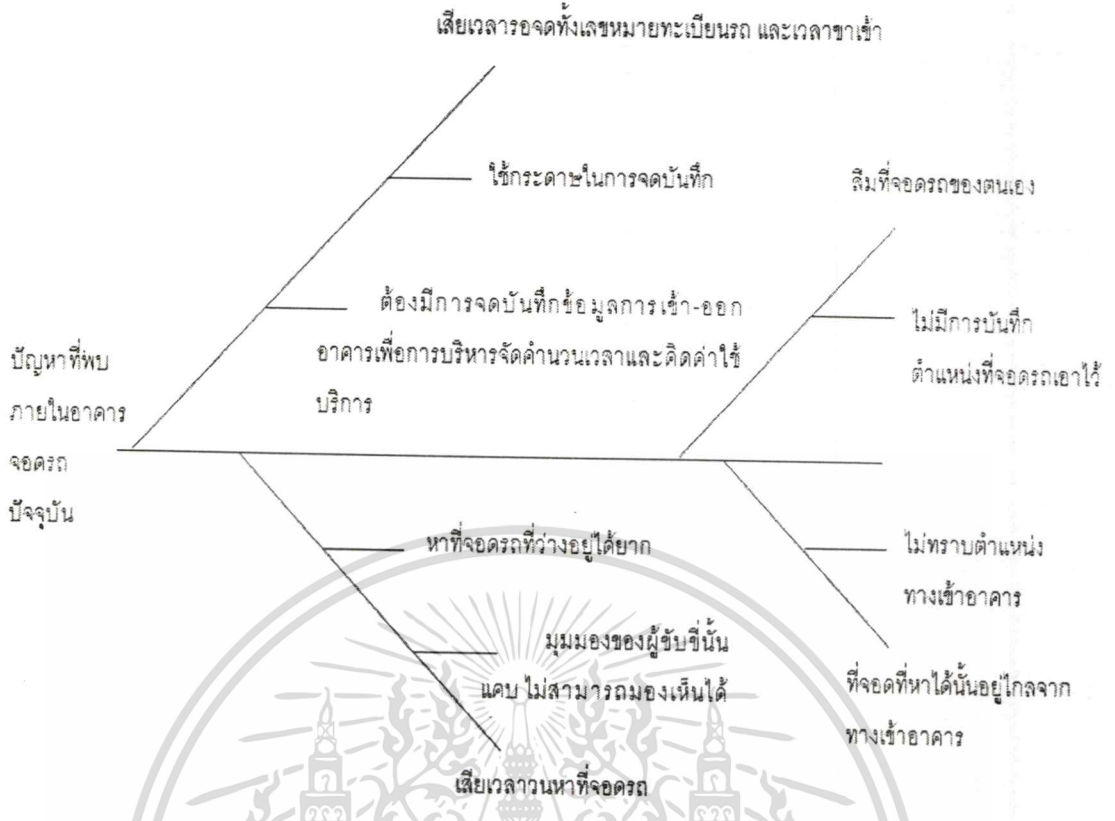 เสียเวลารอจดทั้งเลขหมายทะเบียนรถ และเวลาขาเข้า
ใช้กระดาษในการจดบันทึก
ลืมที่จอดรถของตนเอง
ต้องมีการจดบันทึกข้อมูลการเข้า-ออก
อาคารเพื่อการบริหารจัดคำนวนเวลาและคิดค่าใช้
บริการ
ไม่มีการบันทึก
ตำแหน่งที่จอดรถเอาไว้
ปัญหาที่พบ
ภายในอาคาร
จอดรถ
ปัจจุบัน
หาที่จอดรถที่ว่างอยู่ได้ยาก
มุมมองของผู้ขับขี่นั้น
แคบ ไม่สามารถมองเห็นได้
เสียเวลาวนหาที่จอดรถ
ไม่ทราบตำแหน่ง
ทางเข้าอาคาร
ที่จอดที่หาได้นั้นอยู่ไกลจาก
ทางเข้าอาคาร